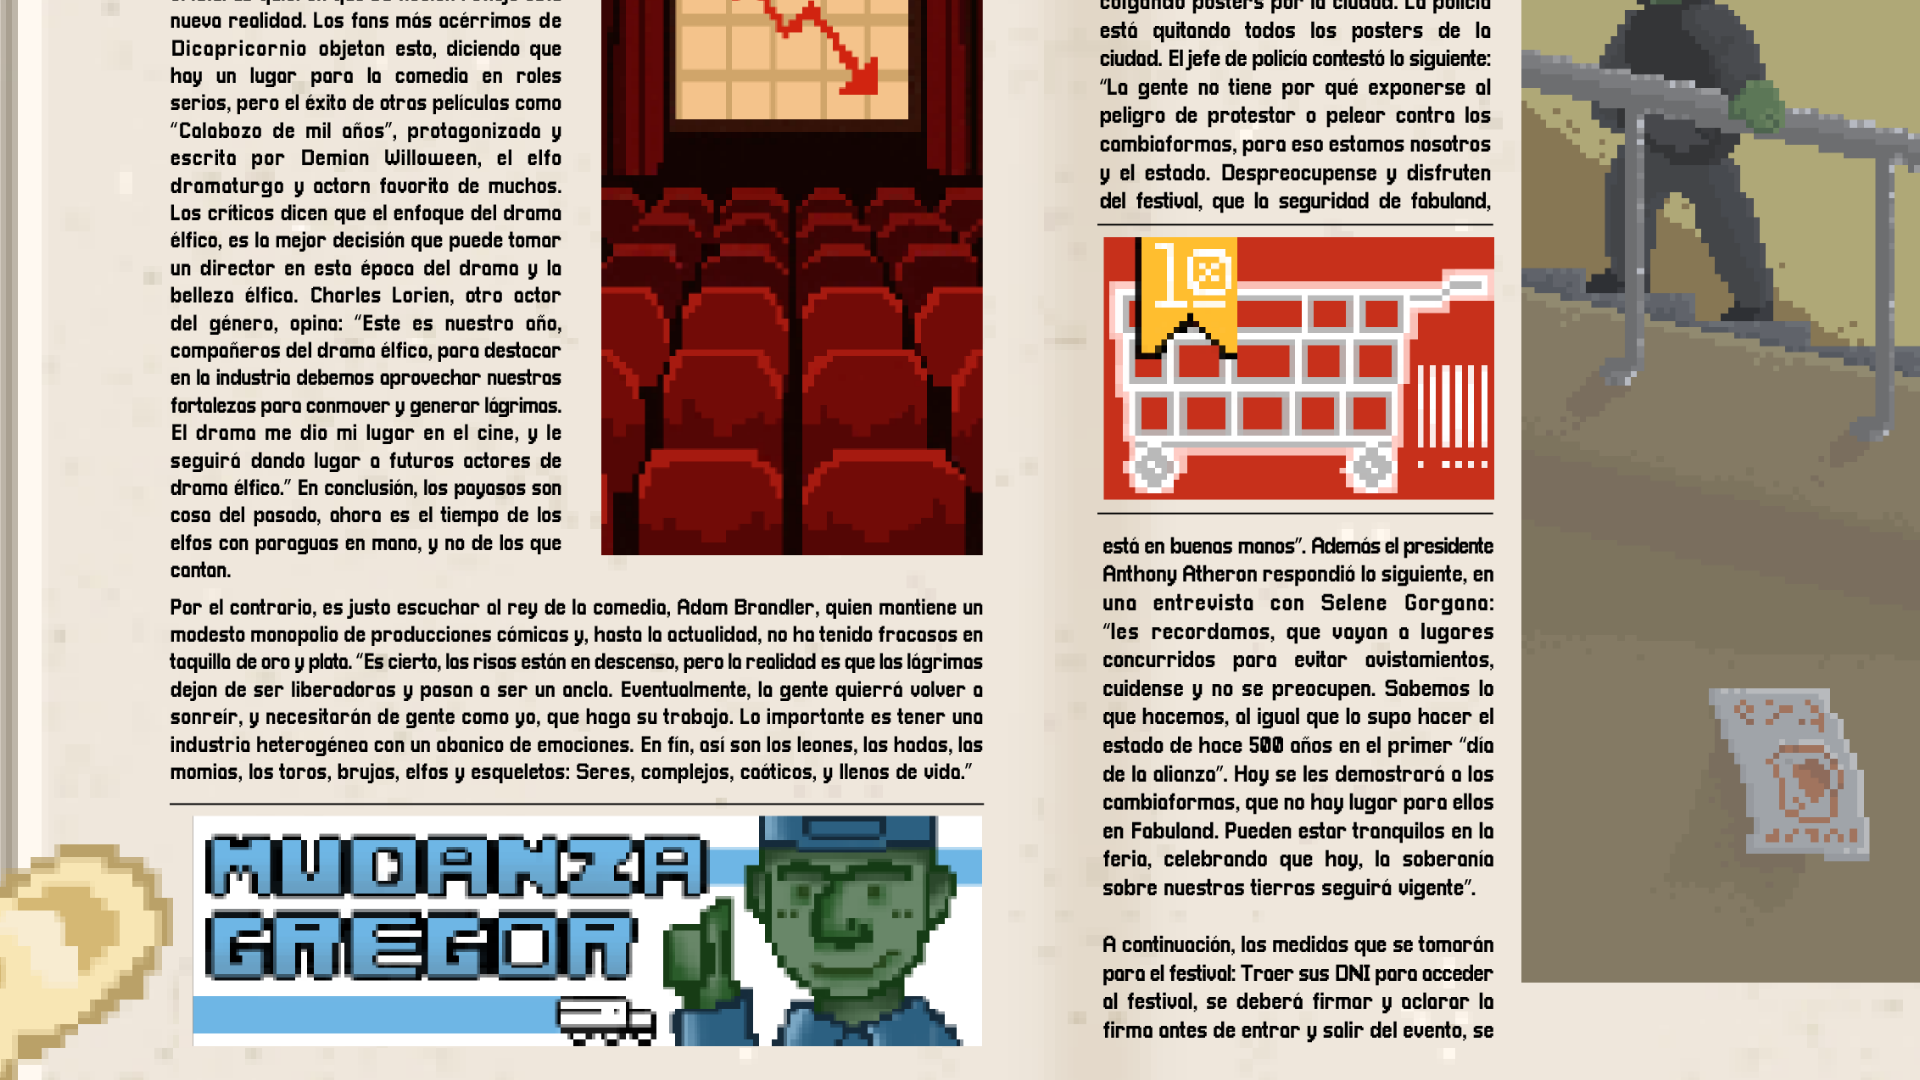 nueva realidad. Los fans más acérrimos de
Dicapricornio objetan esto, diciendo que
hay un lugar para la comedia en roles
serios, pero el éxito de otras películas como
“Calabozo de mil años”, protagonizada y
escrita por Demian Willoween, el elfo
dramaturgo y actorn favorito de muchos.
Los críticos dicen que el enfoque del drama
élfico, es la mejor decisión que puede tomar
un director en esta época del drama y la
belleza élfica. Charles Lorien, otro actor
del género, opina: “Este es nuestro año,
compañeros del drama élfico, para destacar
en la industria debemos aprovechar nuestras
fortalezas para conmover y generar lágrimas.
El drama me dio mi lugar en el cine, y le
seguirá dando lugar a futuros actores de
drama élfico.” En conclusión, los payasos son
cosa del pasado, ahora es el tiempo de los
elfos con paraguas en mano, y no de los que
cantan.
Por el contrario, es justo escuchar al rey de la comedia, Adam Brandler, quien mantiene un
modesto monopolio de producciones cómicas y, hasta la actualidad, no ha tenido fracasos en
taquilla de oro y plata. “Es cierto, las risas están en descenso, pero la realidad es que las lágrimas
dejan de ser liberadoras y pasan a ser un ancla. Eventualmente, la gente quierrá volver a
sonreír, y necesitarán de gente como yo, que haga su trabajo. Lo importante es tener una
industria heterogénea con un abanico de emociones. En fín, así son los leones, las hadas, las
momias, los toros, brujas, elfos y esqueletos: Seres, complejos, caóticos, y llenos de vida.”
MUDANZA
GREGOR
colgando posters por la ciudad. La policía
está quitando todos los posters de la
ciudad. El jefe de policía contestó lo siguiente:
“La gente no tiene por qué exponerse al
peligro de protestar o pelear contra los
cambiaformas, para eso estamos nosotros
y el estado. Despreocupense y disfruten
del festival, que la seguridad de fabuland,
10
está en buenas manos”. Además el presidente
Anthony Atheron respondió lo siguiente, en
una entrevista con Selene Gorgana:
“les recordamos, que vayan a lugares
concurridos para evitar avistamientos,
cuidense y no se preocupen. Sabemos lo
que hacemos, al igual que lo supo hacer el
estado de hace 500 años en el primer “día
de la alianza”. Hoy se les demostrará a los
cambiaformas, que no hay lugar para ellos
en Fabuland. Pueden estar tranquilos en la
feria, celebrando que hoy, la soberanía
sobre nuestras tierras seguirá vigente”.
A continuación, las medidas que se tomarán
para el festival: Traer sus DNI para acceder
al festival, se deberá firmar y aclarar la
firma antes de entrar y salir del evento, se